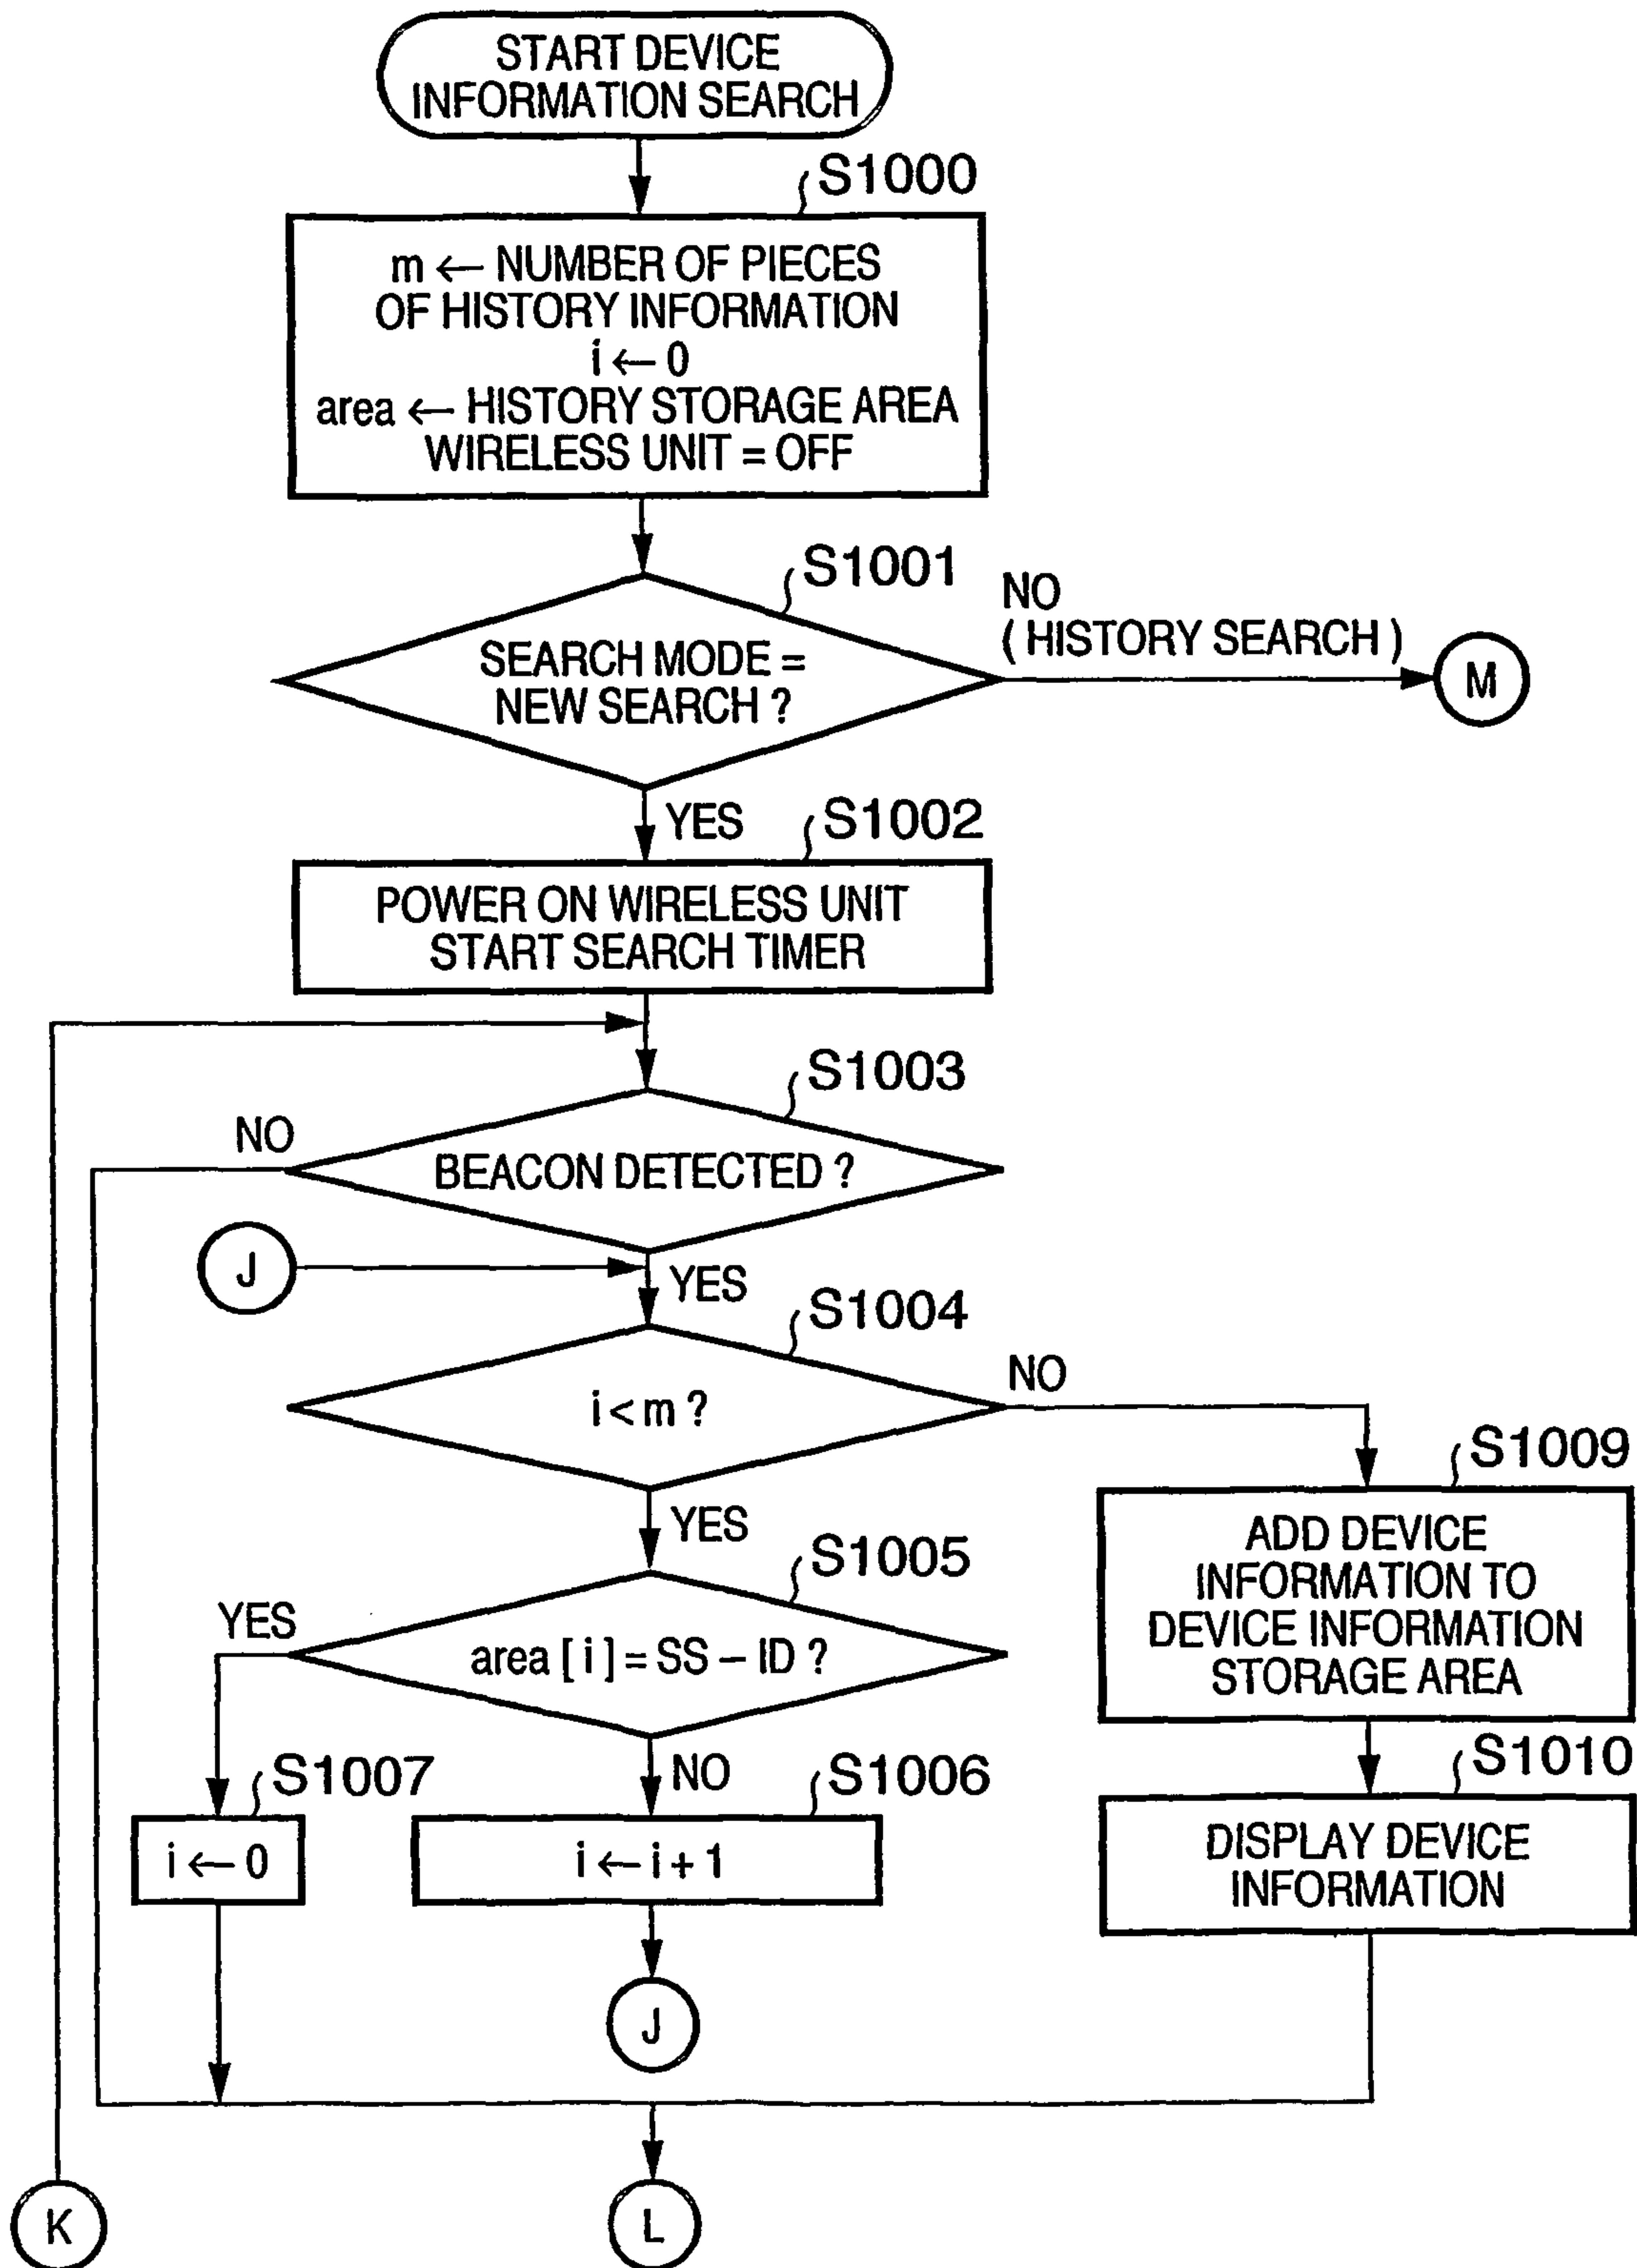 START DEVICE
INFORMATION SEARCH
S1000
m ← NUMBER OF PIECES
OF HISTORY INFORMATION
i ← 0
area ← HISTORY STORAGE AREA
WIRELESS UNIT = OFF
S1001
NO
( HISTORY SEARCH )
SEARCH MODE =
NEW SEARCH ?
M
YES
S1002
POWER ON WIRELESS UNIT
START SEARCH TIMER
S1003
NO
BEACON DETECTED ?
J
YES
S1004
NO
i < m ?
S1009
YES
ADD DEVICE
INFORMATION TO
DEVICE INFORMATION
STORAGE AREA
S1005
YES
area [ i ] = SS – ID ?
S1007
NO
S1006
S1010
i ← 0
i ← i + 1
DISPLAY DEVICE
INFORMATION
J
K
L